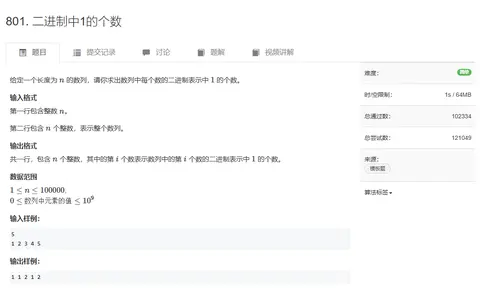 801. 二进制中1的个数
题目
提交记录
讨论
题解
视频讲解
给定一个长度为 n 的数列，请你求出数列中每个数的二进制表示中 1 的个数。
输入格式
第一行包含整数 n。
第二行包含 n 个整数，表示整个数列。
输出格式
共一行，包含 n 个整数，其中的第 i 个数表示数列中的第 i 个数的二进制表示中 1 的个数。
数据范围
1 ≤ n ≤ 100000,
0 ≤ 数列中元素的值 ≤ 10⁹
输入样例：
5
1 2 3 4 5
输出样例：
1 1 2 1 2
难度：
简单
时/空限制：
1s / 64MB
总通过数：
102334
总尝试数：
121049
来源：
模板题
算法标签